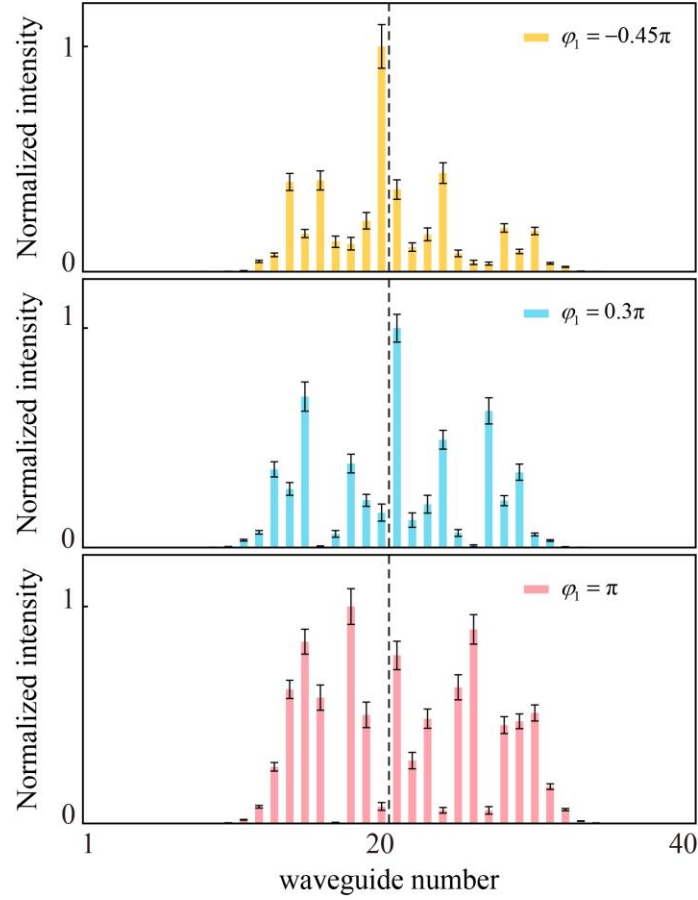 Normalized intensity
1
0
φ₁ = −0.45π
Normalized intensity
1
0
φ₁ = 0.3π
Normalized intensity
1
0
φ₁ = π
1
20
40
waveguide number